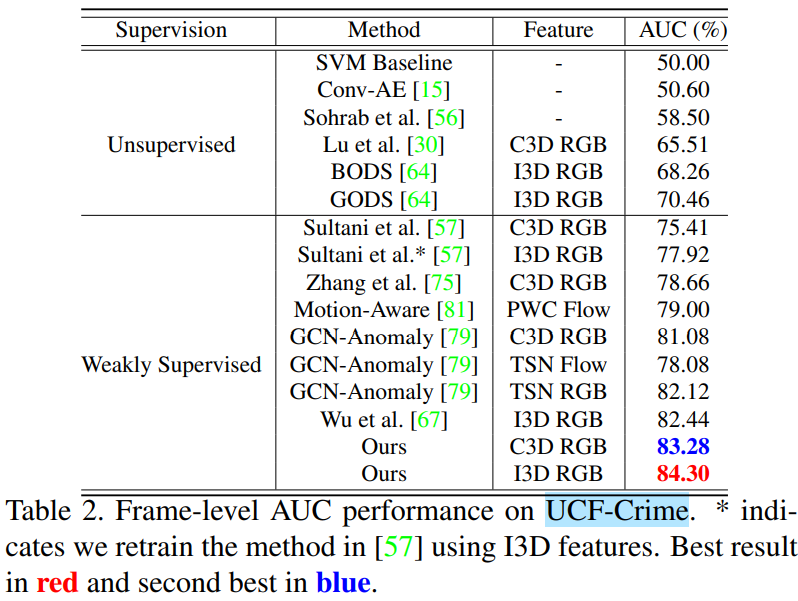 Supervision Method Feature AUC (%)
SVM Baseline - 50.00
Conv-AE [15] - 50.60
Sohrab et al. [56] - 58.50
Unsupervised Lu et al. [30] C3D RGB 65.51
BODS [64] I3D RGB 68.26
GODS [64] I3D RGB 70.46
Sultani et al. [57] C3D RGB 75.41
Sultani et al.* [57] I3D RGB 77.92
Zhang et al. [75] C3D RGB 78.66
Motion-Aware [81] PWC Flow 79.00
GCN-Anomaly [79] C3D RGB 81.08
Weakly Supervised GCN-Anomaly [79] TSN Flow 78.08
GCN-Anomaly [79] TSN RGB 82.12
Wu et al. [67] I3D RGB 82.44
Ours C3D RGB 83.28
Ours I3D RGB 84.30
Table 2. Frame-level AUC performance on UCF-Crime. * indi-
cates we retrain the method in [57] using I3D features. Best result
in red and second best in blue.